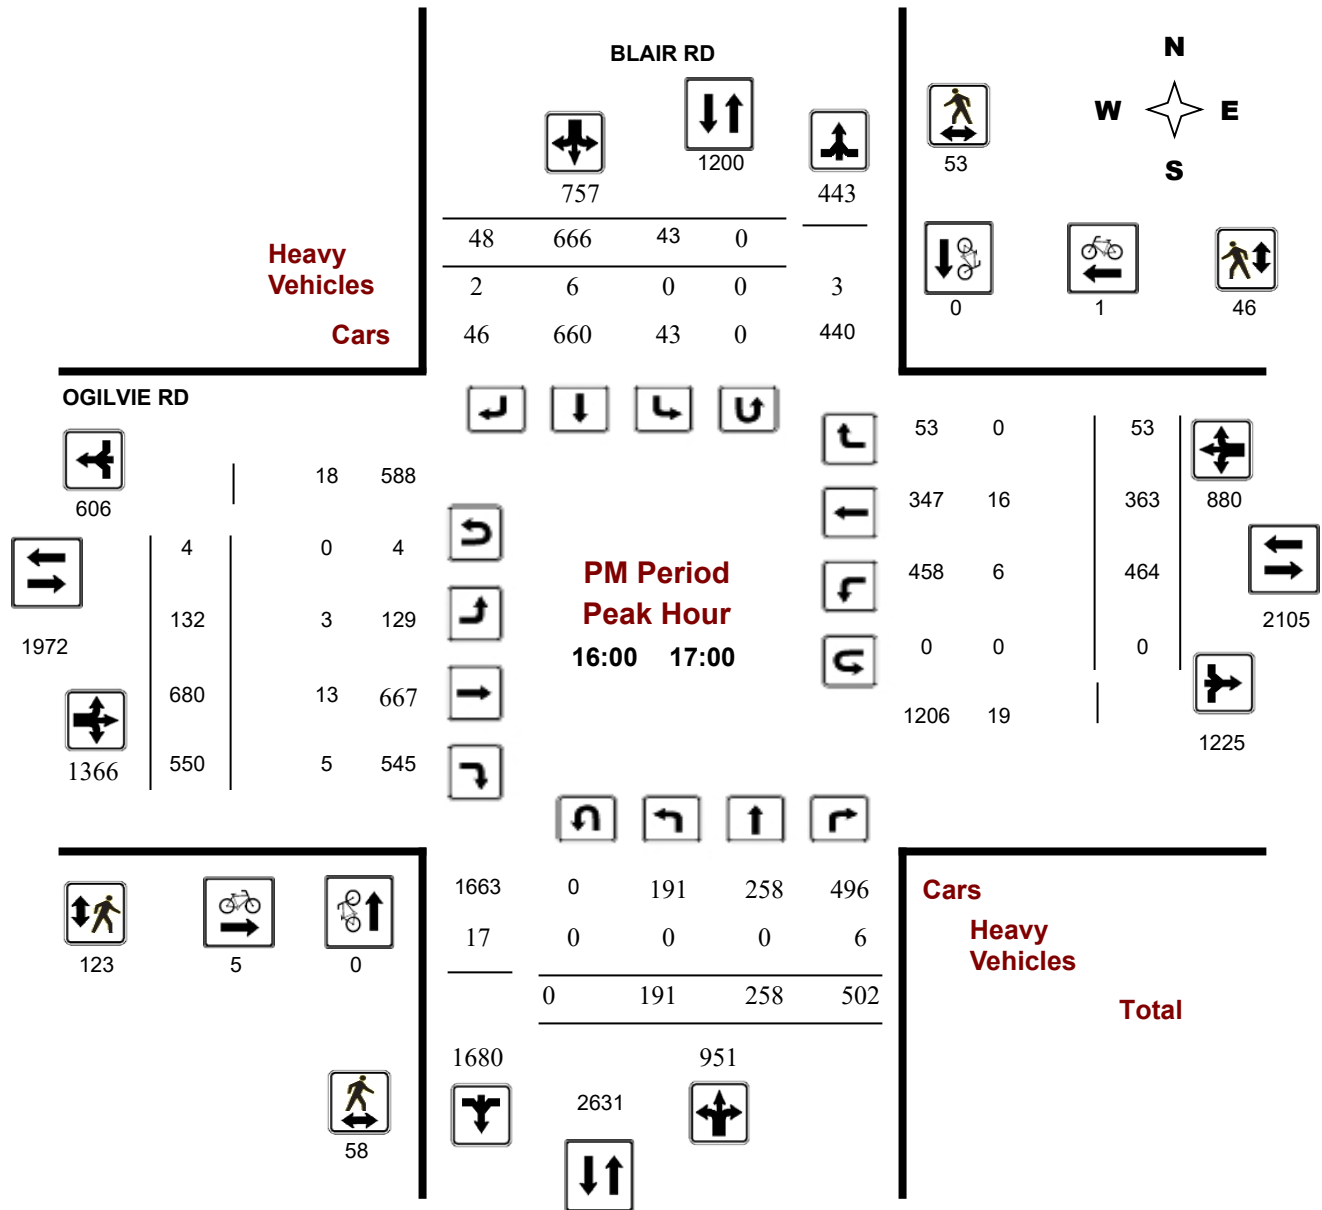 BLAIR RD
N
W E
S
1200
53
757
443
48 666 43 0
Heavy
Vehicles
2 6 0 0 3
0 1 46
Cars
46 660 43 0 440
OGILVIE RD
53 0 53
18 588
606
347 16 363 880
4 0 4
PM Period
458 6 464
Peak Hour
132 3 129
2105
1972
16:00 17:00
0 0 0
680 13 667
1206 19
1225
1366 550 5 545
1663 0 191 258 496
Cars
17 0 0 0 6
Heavy
Vehicles
123 5 0
0 191 258 502
Total
1680 951
2631
58